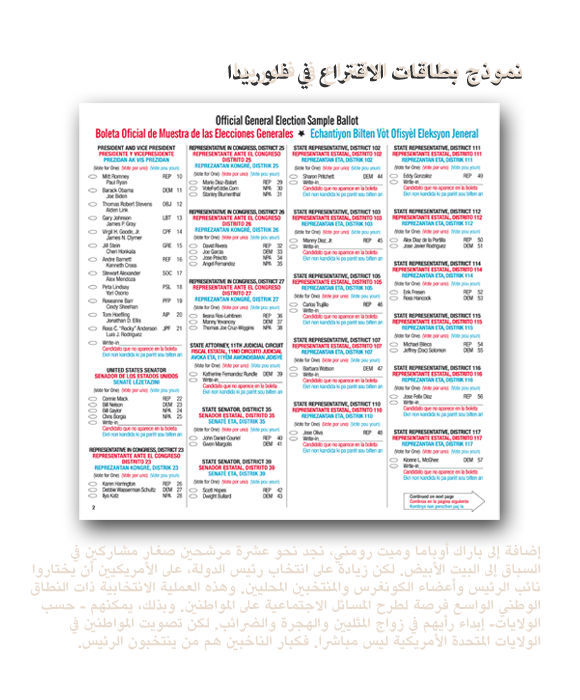 نموذج بطاقات الاقتراع في فلوريدا
Official General Election Sample Ballot
Boleta Oficial de Muestra de las Elecciones Generales ★ Echantiyon Bilten Vòt Ofisyèl Eleksyon Jeneral
PRESIDENT AND VICE PRESIDENT
PRESIDENTE Y VICEPRESIDENTE
PREZIDAN AK VIS PREZIDAN
(Vote for One) (Vote por uno) (Vote pou youn)
Mitt Romney REP 10
Paul Ryan
Barack Obama DEM 11
Joe Biden
Thomas Robert Stevens OBJ 12
Alden Link
Gary Johnson LBT 13
James P. Gray
Virgil H. Goode, Jr. CPF 14
James N. Clymer
Jill Stein GRE 15
Cheri Honkala
Andre Barnett REF 16
Kenneth Cross
Stewart Alexander SOC 17
Alex Mendoza
Peta Lindsay PSL 18
Yari Osorio
Roseanne Barr PFP 19
Cindy Sheehan
Tom Hoefling AIP 20
Jonathan D. Ellis
Ross C. "Rocky" Anderson JPF 21
Luis J. Rodriguez
Write-in
Candidato que no aparece en la boleta
Ekri non kandida ki pa parèt sou bilten an
UNITED STATES SENATOR
SENADOR DE LOS ESTADOS UNIDOS
SENATÈ LÉZETAZINI
(Vote for One) (Vote por uno) (Vote pou youn)
Connie Mack REP 22
Bill Nelson DEM 23
Bill Gaylor NPA 24
Chris Borgia NPA 25
Write-in
Candidato que no aparece en la boleta
Ekri non kandida ki pa parèt sou bilten an
REPRESENTATIVE IN CONGRESS, DISTRICT 23
REPRESENTANTE ANTE EL CONGRESO
DISTRITO 23
REPREZANTAN KONGRÈ, DISTRIK 23
(Vote for One) (Vote por uno) (Vote pou youn)
Karen Harrington REP 26
Debbie Wasserman Schultz DEM 27
Ilya Katz NPA 28
2
REPRESENTATIVE IN CONGRESS, DISTRICT 25
REPRESENTANTE ANTE EL CONGRESO
DISTRITO 25
REPREZANTAN KONGRÈ, DISTRIK 25
(Vote for One) (Vote por uno) (Vote pou youn)
Mario Diaz-Balart REP 29
VoteForEddie.Com NPA 30
Stanley Blumenthal NPA 31
REPRESENTATIVE IN CONGRESS, DISTRICT 26
REPRESENTANTE ANTE EL CONGRESO
DISTRITO 26
REPREZANTAN KONGRÈ, DISTRIK 26
(Vote for One) (Vote por uno) (Vote pou youn)
David Rivera REP 32
Joe Garcia DEM 33
Jose Peixoto NPA 34
Angel Fernandez NPA 35
REPRESENTATIVE IN CONGRESS, DISTRICT 27
REPRESENTANTE ANTE EL CONGRESO
DISTRITO 27
REPREZANTAN KONGRÈ, DISTRIK 27
(Vote for One) (Vote por uno) (Vote pou youn)
Ileana Ros-Lehtinen REP 36
Manny Yevancey DEM 37
Thomas Joe Cruz-Wiggins NPA 38
STATE ATTORNEY, 11TH JUDICIAL CIRCUIT
FISCAL ESTATAL, 11MO CIRCUITO JUDICIAL
AVOKA ETA, 11YÈM AWONDISMAN JIDISYÈ
(Vote for One) (Vote por uno) (Vote pou youn)
Katherine Fernandez Rundle DEM 39
Write-in
Candidato que no aparece en la boleta
Ekri non kandida ki pa parèt sou bilten an
STATE SENATOR, DISTRICT 35
SENADOR ESTATAL, DISTRITO 35
SENATÈ ETA, DISTRIK 35
(Vote for One) (Vote por uno) (Vote pou youn)
John Daniel Couriel REP 40
Gwen Margolis DEM 41
STATE SENATOR, DISTRICT 39
SENADOR ESTATAL, DISTRITO 39
SENATÈ ETA, DISTRIK 39
(Vote for One) (Vote por uno) (Vote pou youn)
Scott Hopes REP 42
Dwight Bullard DEM 43
STATE REPRESENTATIVE, DISTRICT 102
REPRESENTANTE ESTATAL, DISTRITO 102
REPREZANTAN ETA, DISTRIK 102
(Vote for One) (Vote por uno) (Vote pou youn)
Sharon Pritchett DEM 44
Write-in
Candidato que no aparece en la boleta
Ekri non kandida ki pa parèt sou bilten an
STATE REPRESENTATIVE, DISTRICT 103
REPRESENTANTE ESTATAL, DISTRITO 103
REPREZANTAN ETA, DISTRIK 103
(Vote for One) (Vote por uno) (Vote pou youn)
Manny Diaz, Jr. REP 45
Write-in
Candidato que no aparece en la boleta
Ekri non kandida ki pa parèt sou bilten an
STATE REPRESENTATIVE, DISTRICT 105
REPRESENTANTE ESTATAL, DISTRITO 105
REPREZANTAN ETA, DISTRIK 105
(Vote for One) (Vote por uno) (Vote pou youn)
Carlos Trujillo REP 46
Write-in
Candidato que no aparece en la boleta
Ekri non kandida ki pa parèt sou bilten an
STATE REPRESENTATIVE, DISTRICT 107
REPRESENTANTE ESTATAL, DISTRITO 107
REPREZANTAN ETA, DISTRIK 107
(Vote for One) (Vote por uno) (Vote pou youn)
Barbara Watson DEM 47
Write-in
Candidato que no aparece en la boleta
Ekri non kandida ki pa parèt sou bilten an
STATE REPRESENTATIVE, DISTRICT 110
REPRESENTANTE ESTATAL, DISTRITO 110
REPREZANTAN ETA, DISTRIK 110
(Vote for One) (Vote por uno) (Vote pou youn)
Jose Oliva REP 48
Write-in
Candidato que no aparece en la boleta
Ekri non kandida ki pa parèt sou bilten an
STATE REPRESENTATIVE, DISTRICT 111
REPRESENTANTE ESTATAL, DISTRITO 111
REPREZANTAN ETA, DISTRIK 111
(Vote for One) (Vote por uno) (Vote pou youn)
Eddy Gonzalez REP 49
Write-in
Candidato que no aparece en la boleta
Ekri non kandida ki pa parèt sou bilten an
STATE REPRESENTATIVE, DISTRICT 112
REPRESENTANTE ESTATAL, DISTRITO 112
REPREZANTAN ETA, DISTRIK 112
(Vote for One) (Vote por uno) (Vote pou youn)
Alex Diaz de la Portilla REP 50
Jose Javier Rodriguez DEM 51
STATE REPRESENTATIVE, DISTRICT 114
REPRESENTANTE ESTATAL, DISTRITO 114
REPREZANTAN ETA, DISTRIK 114
(Vote for One) (Vote por uno) (Vote pou youn)
Erik Fresen REP 52
Ross Hancock DEM 53
STATE REPRESENTATIVE, DISTRICT 115
REPRESENTANTE ESTATAL, DISTRITO 115
REPREZANTAN ETA, DISTRIK 115
(Vote for One) (Vote por uno) (Vote pou youn)
Michael Bileca REP 54
Jeffrey (Doc) Solomon DEM 55
STATE REPRESENTATIVE, DISTRICT 116
REPRESENTANTE ESTATAL, DISTRITO 116
REPREZANTAN ETA, DISTRIK 116
(Vote for One) (Vote por uno) (Vote pou youn)
Jose Felix Diaz REP 56
Write-in
Candidato que no aparece en la boleta
Ekri non kandida ki pa parèt sou bilten an
STATE REPRESENTATIVE, DISTRICT 117
REPRESENTANTE ESTATAL, DISTRITO 117
REPREZANTAN ETA, DISTRIK 117
(Vote for One) (Vote por uno) (Vote pou youn)
Kionne L. McGhee DEM 57
Write-in
Candidato que no aparece en la boleta
Ekri non kandida ki pa parèt sou bilten an
Continued on next page
Continúa en la página siguiente
Kontinye nan pwochen paj la
إضافة إلى باراك أوباما وميت رومني، نجد نحو عشرة مرشحين صغار مشاركين في
السباق إلى البيت الأبيض. لكن زيادة على انتخاب رئيس الدولة، على الأمريكيين أن يختاروا
نائب الرئيس وأعضاء الكونغرس والمنتخبين المحليين. وهذه العملية الانتخابية ذات النطاق
الوطني الواسع فرصة لطرح المسائل الاجتماعية على المواطنين. وبذلك، يمكنهم - حسب
الولايات- إبداء رأيهم في زواج المثليين والهجرة والضرائب. لكن تصويت المواطنين في
الولايات المتحدة الأمريكية ليس مباشرا. فكبار الناخبين هم من ينتخبون الرئيس.